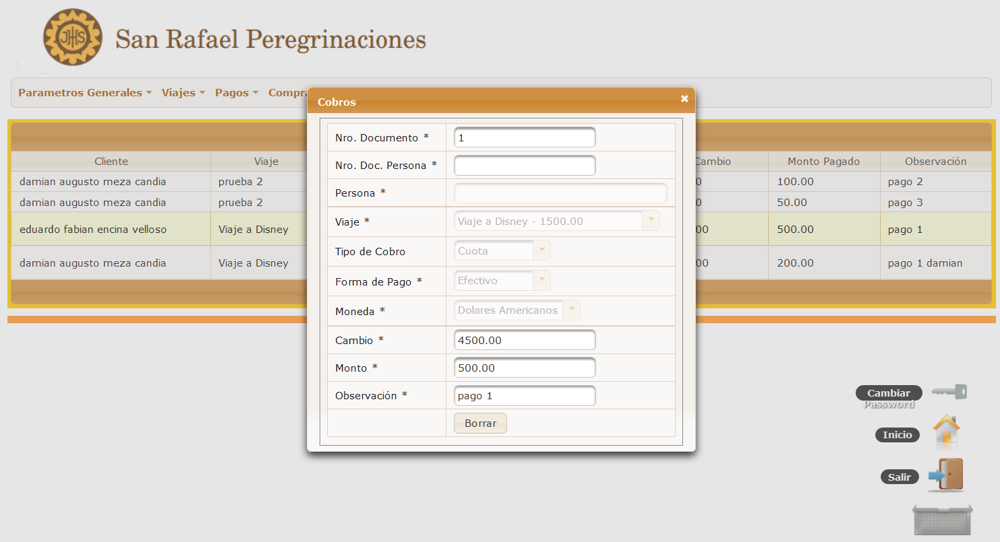 JHS
San Rafael Peregrinaciones
Parametros Generales Viajes Pagos Compra
Cobros
Nro. Documento * 1
Nro. Doc. Persona *
Persona *
Viaje * Viaje a Disney - 1500.00
Tipo de Cobro Cuota
Forma de Pago * Efectivo
Moneda * Dolares Americanos
Cambio * 4500.00
Monto * 500.00
Observación * pago 1
Borrar
Cliente Viaje Cambio Monto Pagado Observación
damian augusto meza candia prueba 2 0 100.00 pago 2
damian augusto meza candia prueba 2 0 50.00 pago 3
eduardo fabian encina velloso Viaje a Disney 00 500.00 pago 1
damian augusto meza candia Viaje a Disney 00 200.00 pago 1 damian
Cambiar
Password
Inicio
Salir